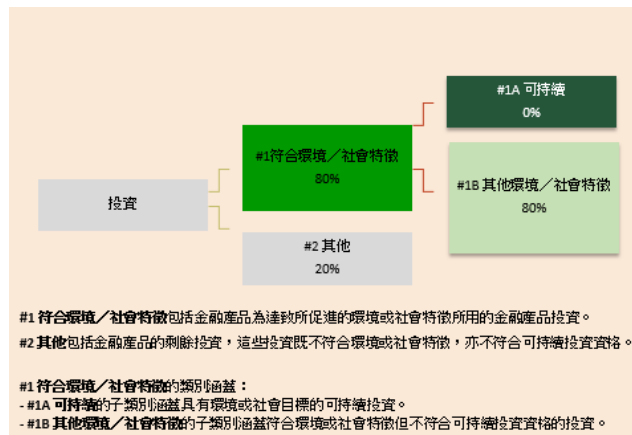 #1A 可持續
0%
#1符合環境／社會特徵
80%
#1B 其他環境／社會特徵
80%
投資
#2 其他
20%
#1 符合環境／社會特徵包括金融產品為達致所促進的環境或社會特徵所用的金融產品投資。
#2 其他包括金融產品的剩餘投資，這些投資既不符合環境或社會特徵，亦不符合可持續投資資格。
#1 符合環境／社會特徵的類別涵蓋：
- #1A 可持續的子類別涵蓋具有環境或社會目標的可持續投資。
- #1B 其他環境／社會特徵的子類別涵蓋符合環境或社會特徵但不符合可持續投資資格的投資。